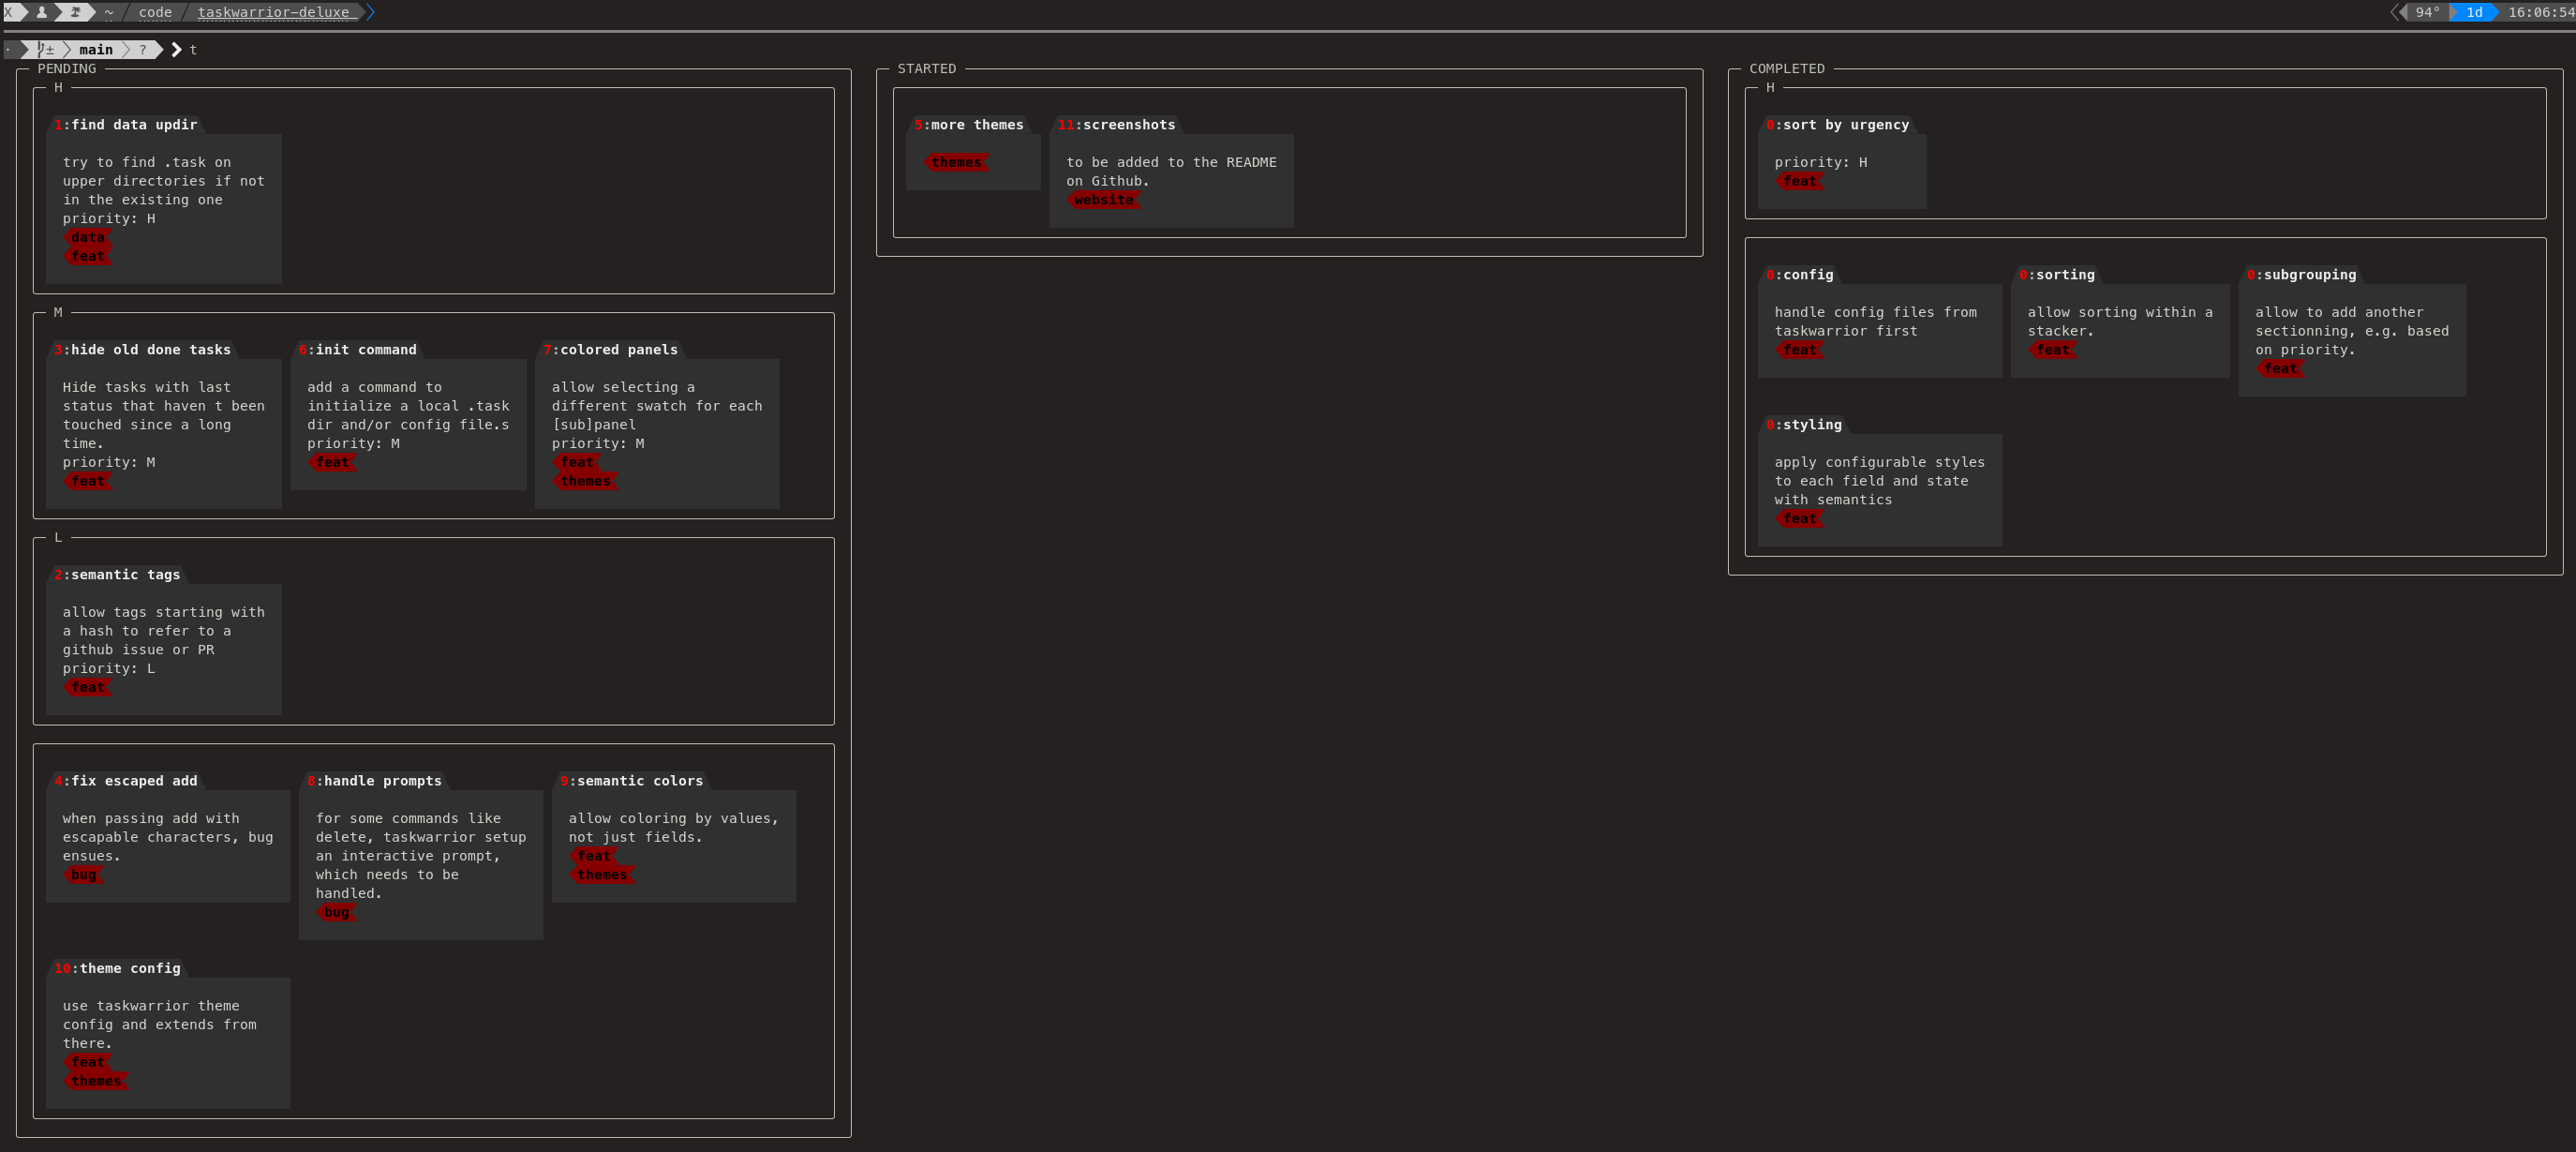 X ~ code taskwarrior-deluxe 94° 1d 16:06:54
± main ? t
PENDING
H
1:find data updir
try to find .task on
upper directories if not
in the existing one
priority: H
data
feat
M
3:hide old done tasks
Hide tasks with last
status that haven t been
touched since a long
time.
priority: M
feat
6:init command
add a command to
initialize a local .task
dir and/or config file.s
priority: M
feat
7:colored panels
allow selecting a
different swatch for each
[sub]panel
priority: M
feat
themes
L
2:semantic tags
allow tags starting with
a hash to refer to a
github issue or PR
priority: L
feat
4:fix escaped add
when passing add with
escapable characters, bug
ensues.
bug
8:handle prompts
for some commands like
delete, taskwarrior setup
an interactive prompt,
which needs to be
handled.
bug
9:semantic colors
allow coloring by values,
not just fields.
feat
themes
10:theme config
use taskwarrior theme
config and extends from
there.
feat
themes
STARTED
5:more themes
themes
11:screenshots
to be added to the README
on Github.
website
COMPLETED
H
0:sort by urgency
priority: H
feat
0:config
handle config files from
taskwarrior first
feat
0:sorting
allow sorting within a
stacker.
feat
0:subgrouping
allow to add another
sectionning, e.g. based
on priority.
feat
0:styling
apply configurable styles
to each field and state
with semantics
feat